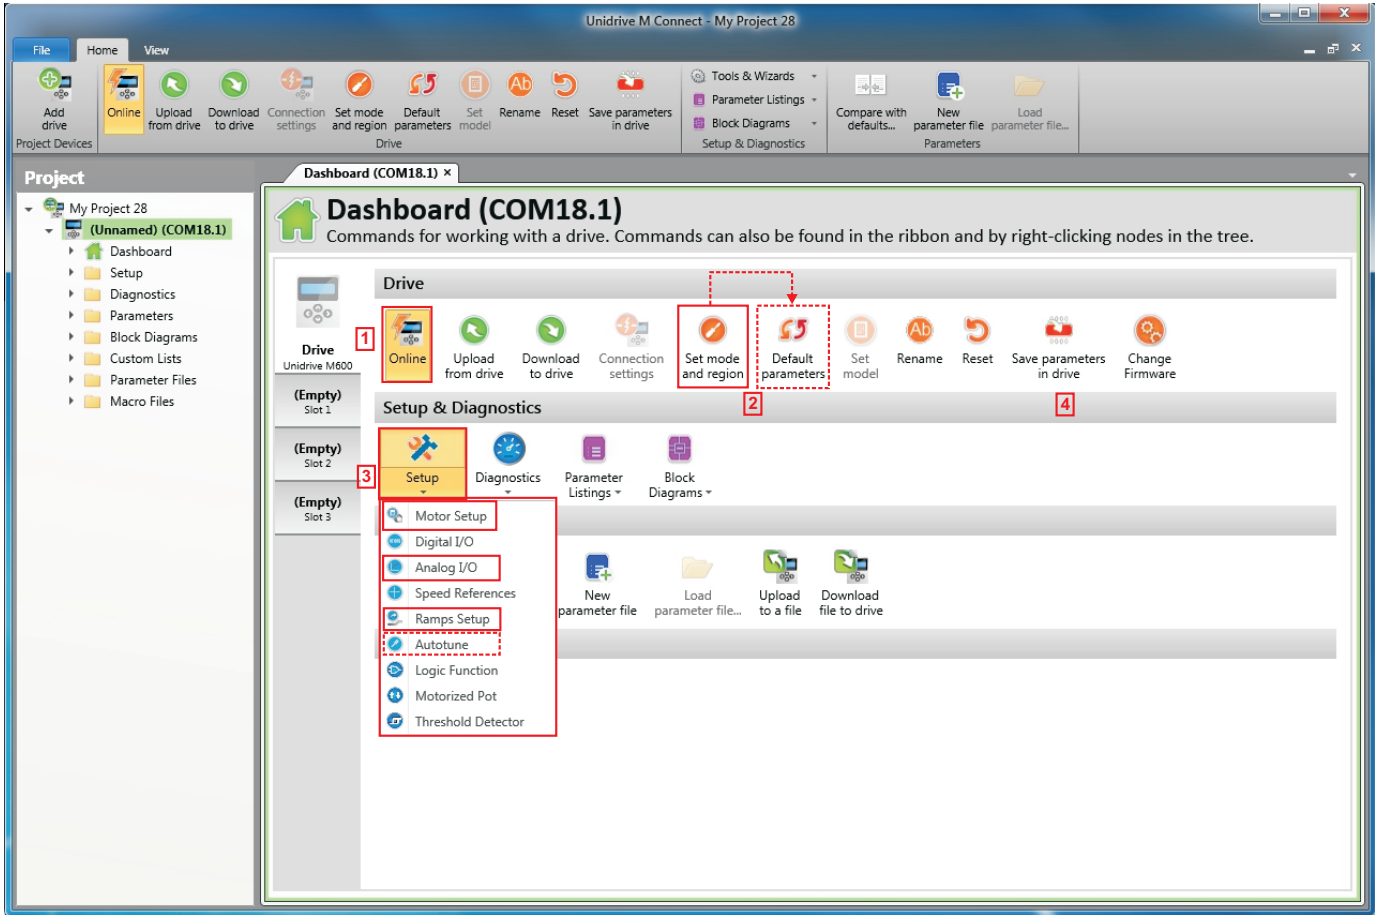 Unidrive M Connect - My Project 28
File Home View
Add drive
Online
Upload from drive
Download to drive
Connection settings
Set mode and region
Default parameters
Set model
Rename
Reset
Save parameters in drive
Tools & Wizards
Parameter Listings
Block Diagrams
Compare with defaults...
New parameter file
Load parameter file...
Project Devices
Drive
Setup & Diagnostics
Parameters
Project
My Project 28
(Unnamed) (COM18.1)
Dashboard
Setup
Diagnostics
Parameters
Block Diagrams
Custom Lists
Parameter Files
Macro Files
Dashboard (COM18.1) ×
Dashboard (COM18.1)
Commands for working with a drive. Commands can also be found in the ribbon and by right-clicking nodes in the tree.
Drive
Unidrive M600
(Empty)
Slot 1
(Empty)
Slot 2
(Empty)
Slot 3
Drive
1
Online
Upload from drive
Download to drive
Connection settings
Set mode and region
Default parameters
Set model
Rename
Reset
Save parameters in drive
Change Firmware
2
4
Setup & Diagnostics
3
Setup
Diagnostics
Parameter Listings
Block Diagrams
Motor Setup
Digital I/O
Analog I/O
Speed References
Ramps Setup
Autotune
Logic Function
Motorized Pot
Threshold Detector
New parameter file
Load parameter file...
Upload to a file
Download file to drive